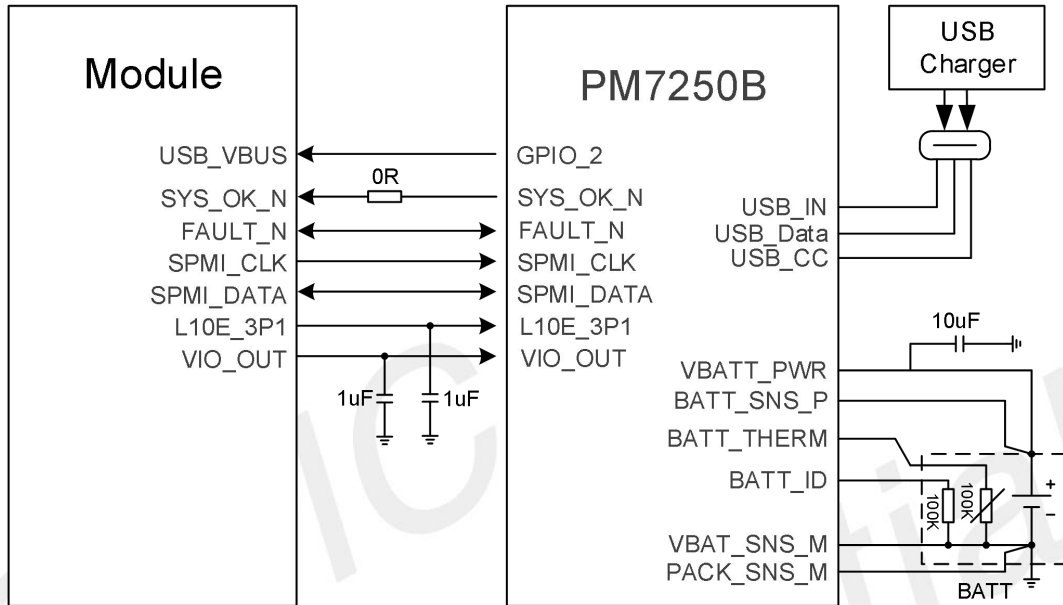 Module
PM7250B
USB
Charger
USB_VBUS
GPIO_2
0R
SYS_OK_N
SYS_OK_N
FAULT_N
FAULT_N
SPMI_CLK
SPMI_CLK
SPMI_DATA
SPMI_DATA
L10E_3P1
L10E_3P1
VIO_OUT
VIO_OUT
1uF
1uF
USB_IN
USB_Data
USB_CC
10uF
VBATT_PWR
BATT_SNS_P
BATT_THERM
BATT_ID
100K
100K
+
−
VBAT_SNS_M
PACK_SNS_M
BATT